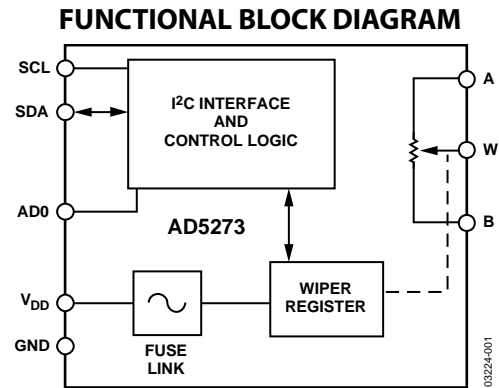 FUNCTIONAL BLOCK DIAGRAM
SCL
SDA
AD0
VDD
GND
I2C INTERFACE
AND
CONTROL LOGIC
AD5273
FUSE
LINK
WIPER
REGISTER
A
W
B
03224-001